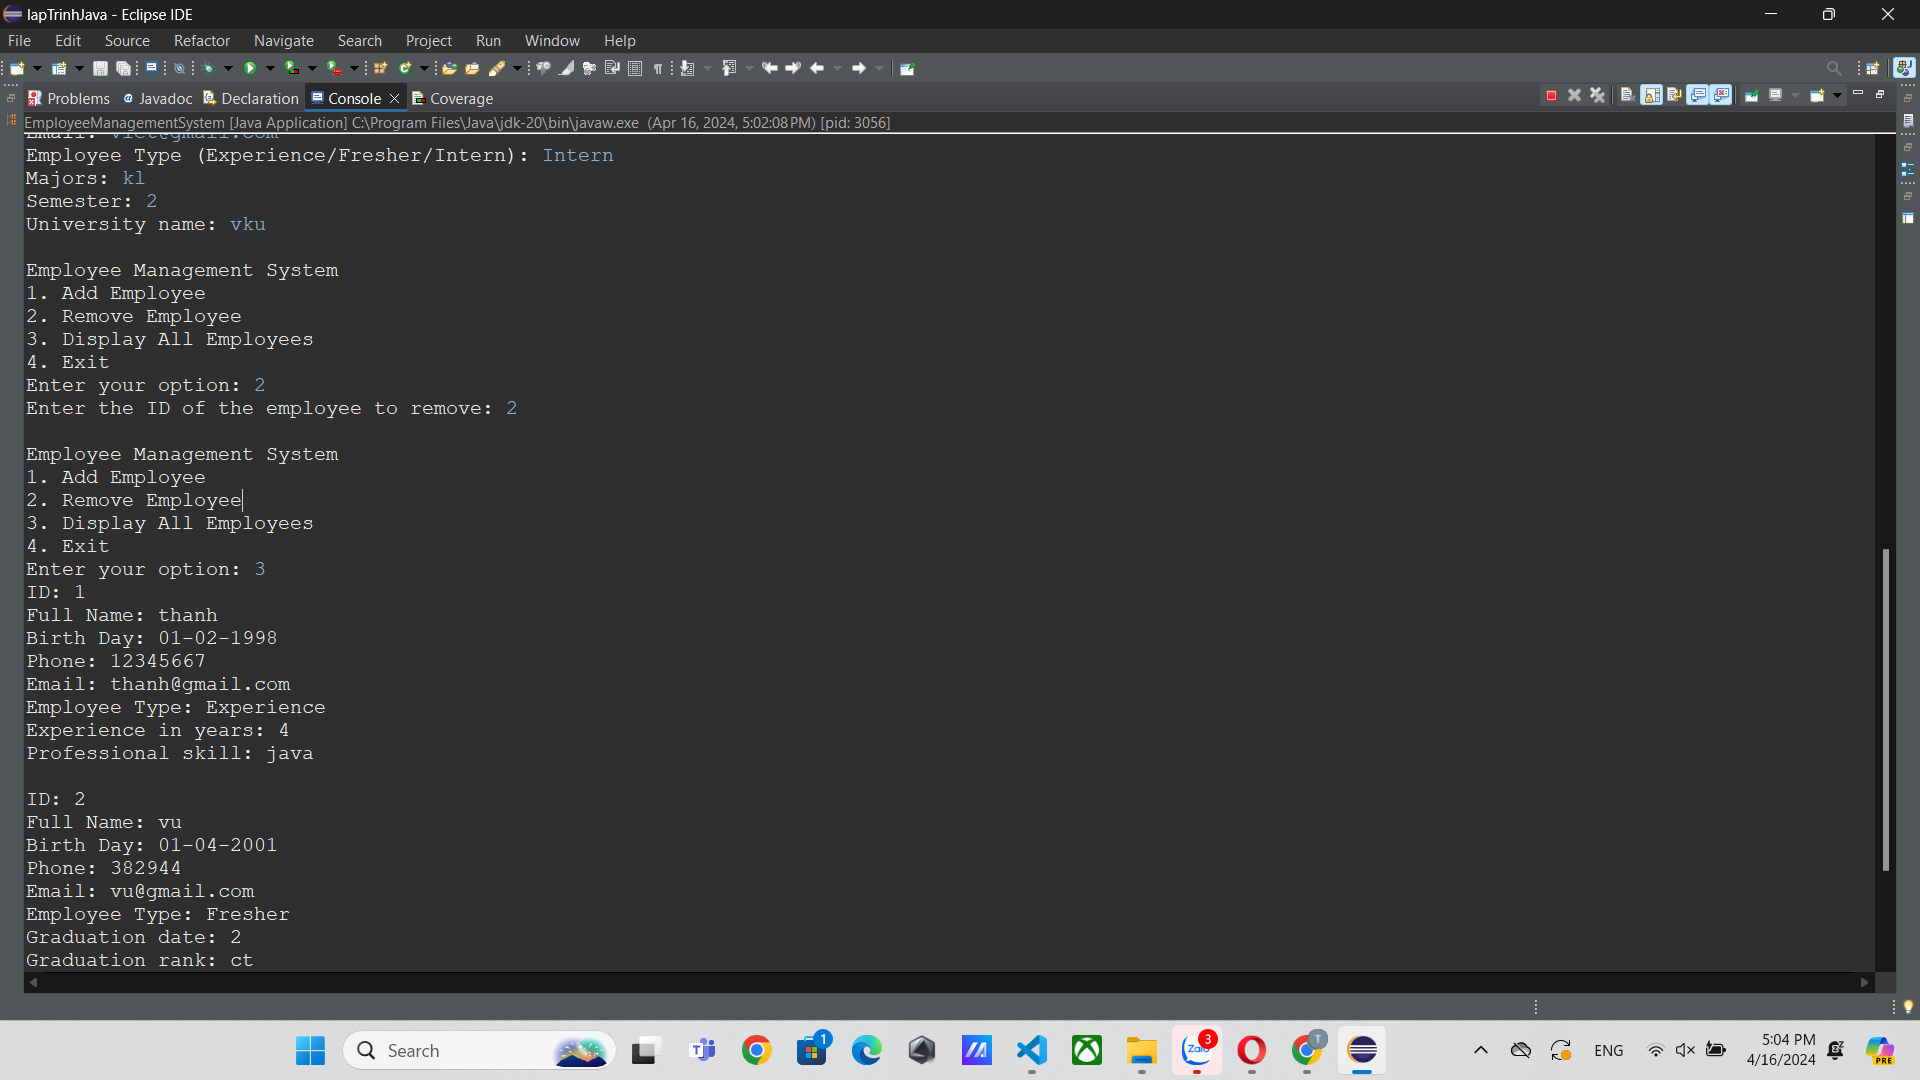 lapTrinhJava - Eclipse IDE
File Edit Source Refactor Navigate Search Project Run Window Help
Problems Javadoc Declaration Console Coverage
EmployeeManagementSystem [Java Application] C:\Program Files\Java\jdk-20\bin\javaw.exe (Apr 16, 2024, 5:02:08 PM) [pid: 3056]
Email: viet@gmail.com
Employee Type (Experience/Fresher/Intern): Intern
Majors: kl
Semester: 2
University name: vku
Employee Management System
1. Add Employee
2. Remove Employee
3. Display All Employees
4. Exit
Enter your option: 2
Enter the ID of the employee to remove: 2
Employee Management System
1. Add Employee
2. Remove Employee
3. Display All Employees
4. Exit
Enter your option: 3
ID: 1
Full Name: thanh
Birth Day: 01-02-1998
Phone: 12345667
Email: thanh@gmail.com
Employee Type: Experience
Experience in years: 4
Professional skill: java
ID: 2
Full Name: vu
Birth Day: 01-04-2001
Phone: 382944
Email: vu@gmail.com
Employee Type: Fresher
Graduation date: 2
Graduation rank: ct
Search
1
Zalo
3
T
ENG
5:04 PM
4/16/2024
PRE